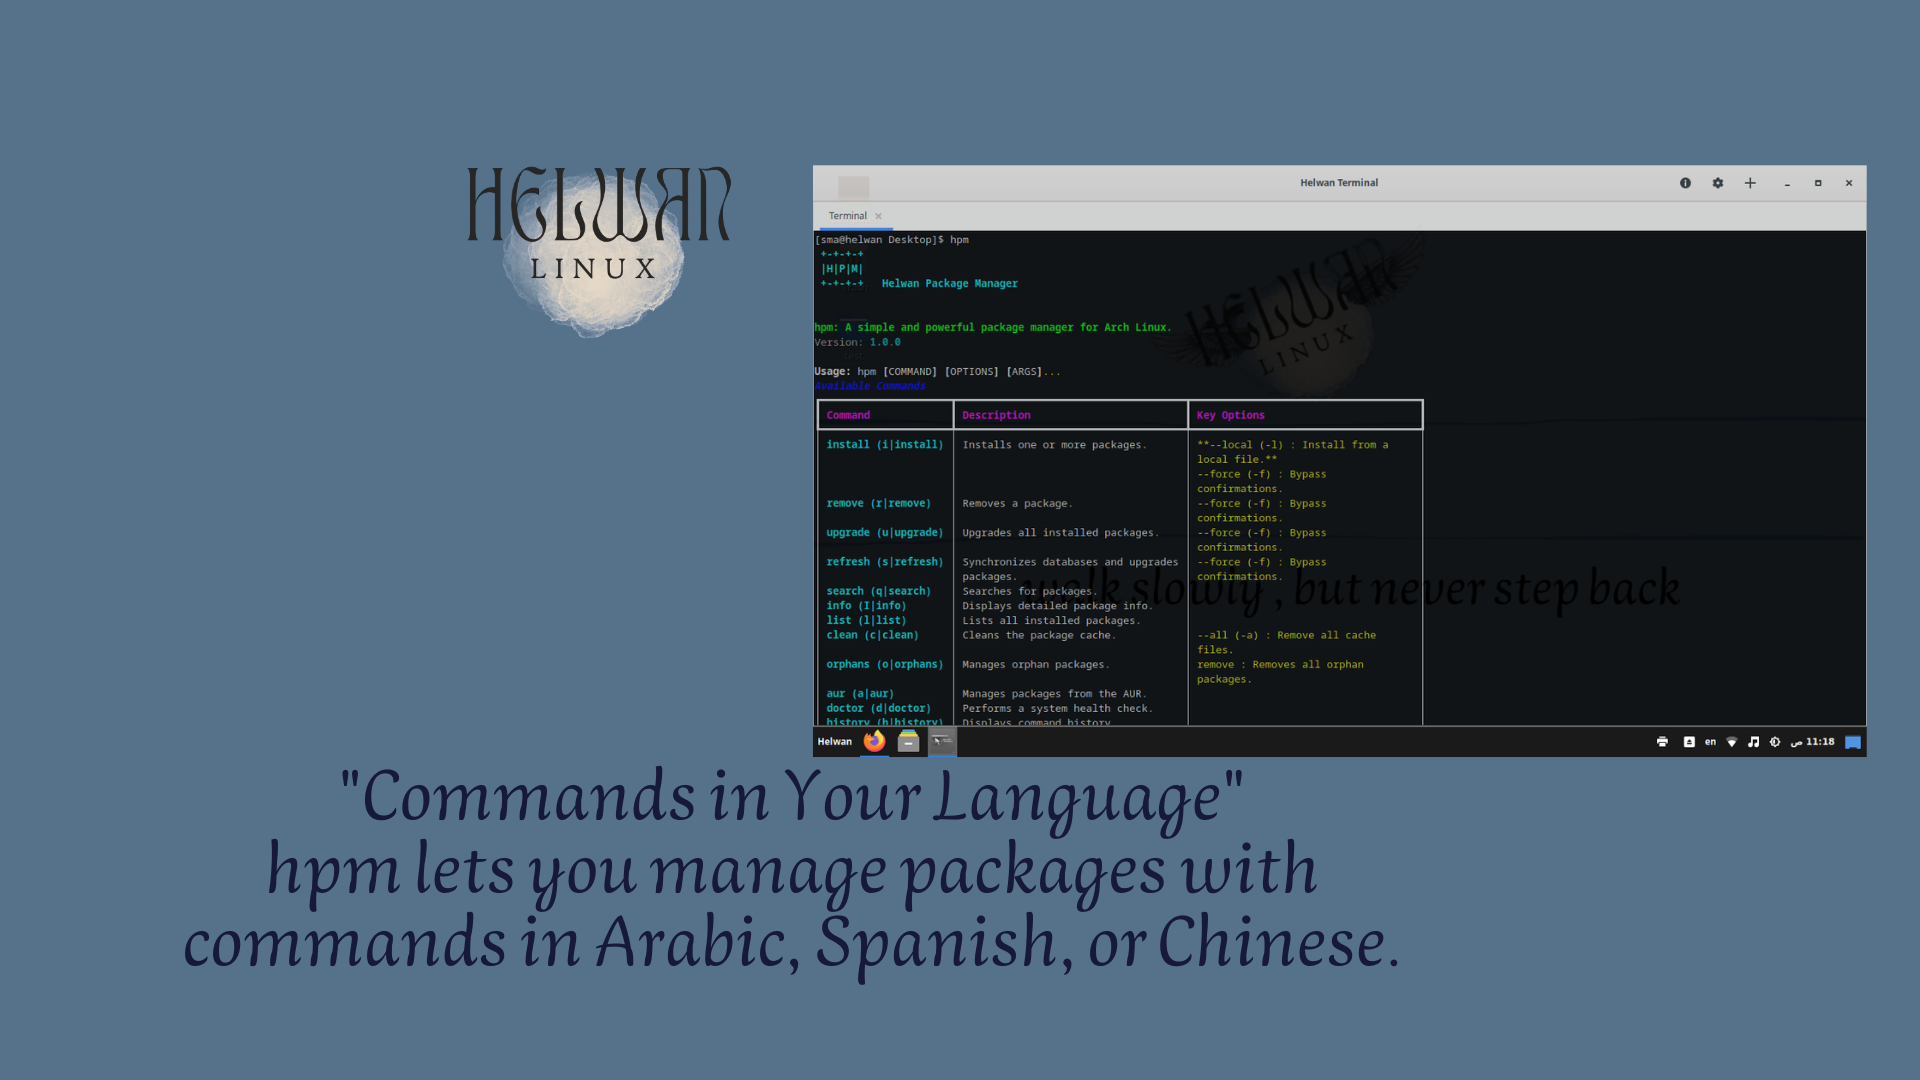 HELWAN
LINUX
Helwan Terminal
Terminal
[sma@helwan Desktop]$ hpm
+-+-+-+
|H|P|M|
+-+-+-+ Helwan Package Manager
hpm: A simple and powerful package manager for Arch Linux.
Version: 1.0.0
Usage: hpm [COMMAND] [OPTIONS] [ARGS]...
Available Commands
Command Description Key Options
install (i|install) Installs one or more packages. **--local (-l) : Install from a
local file.**
--force (-f) : Bypass
confirmations.
remove (r|remove) Removes a package. --force (-f) : Bypass
confirmations.
upgrade (u|upgrade) Upgrades all installed packages. --force (-f) : Bypass
confirmations.
refresh (s|refresh) Synchronizes databases and upgrades --force (-f) : Bypass
packages. confirmations.
search (q|search) Searches for packages.
info (I|info) Displays detailed package info.
list (l|list) Lists all installed packages.
clean (c|clean) Cleans the package cache. --all (-a) : Remove all cache
files.
orphans (o|orphans) Manages orphan packages. remove : Removes all orphan
packages.
aur (a|aur) Manages packages from the AUR.
doctor (d|doctor) Performs a system health check.
history (h|history) Displays command history
HELWAN
LINUX
walk slowly , but never step back
Helwan en ص 11:18
"Commands in Your Language"
hpm lets you manage packages with
commands in Arabic, Spanish, or Chinese.